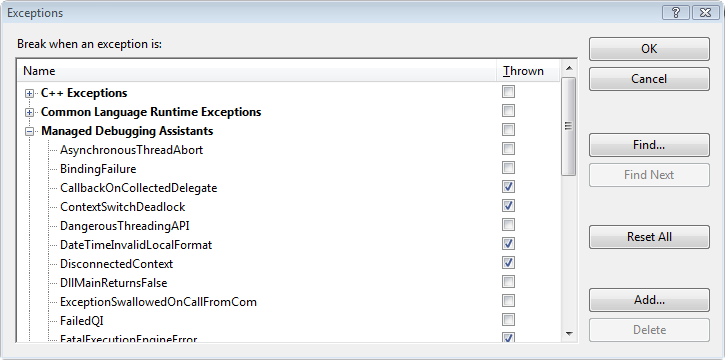 Exceptions
Break when an exception is:
Name Thrown
C++ Exceptions
Common Language Runtime Exceptions
Managed Debugging Assistants
AsynchronousThreadAbort
BindingFailure
CallbackOnCollectedDelegate
ContextSwitchDeadlock
DangerousThreadingAPI
DateTimeInvalidLocalFormat
DisconnectedContext
DllMainReturnsFalse
ExceptionSwallowedOnCallFromCom
FailedQI
FatalExecutionEngineError
OK
Cancel
Find...
Find Next
Reset All
Add...
Delete